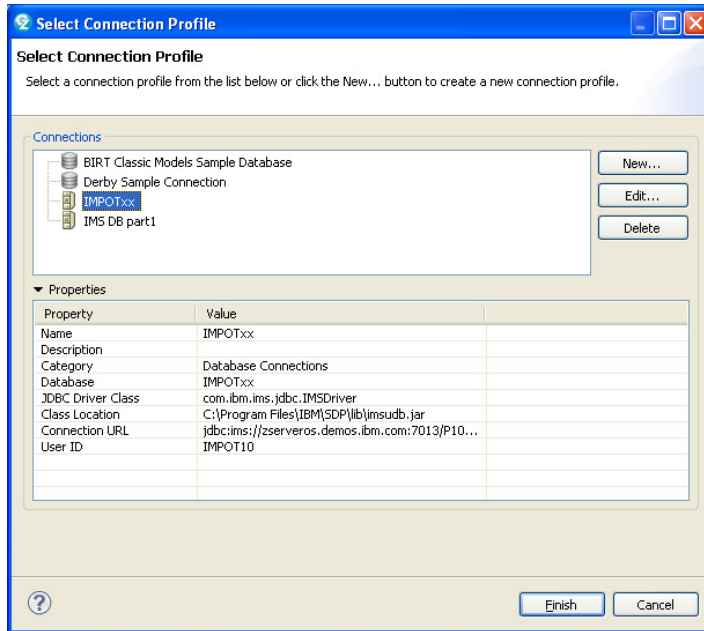 Select Connection Profile
Select Connection Profile
Select a connection profile from the list below or click the New... button to create a new connection profile.
Connections
BIRT Classic Models Sample Database
Derby Sample Connection
IMPOTxx
IMS DB part1
New...
Edit...
Delete
Properties
Property Value
Name IMPOTxx
Description
Category Database Connections
Database IMPOTxx
JDBC Driver Class com.ibm.ims.jdbc.IMSDriver
Class Location C:\Program Files\IBM\SDP\lib\imsudb.jar
Connection URL jdbc:ims://zserveros.demos.ibm.com:7013/P10...
User ID IMPOT10
?
Finish Cancel